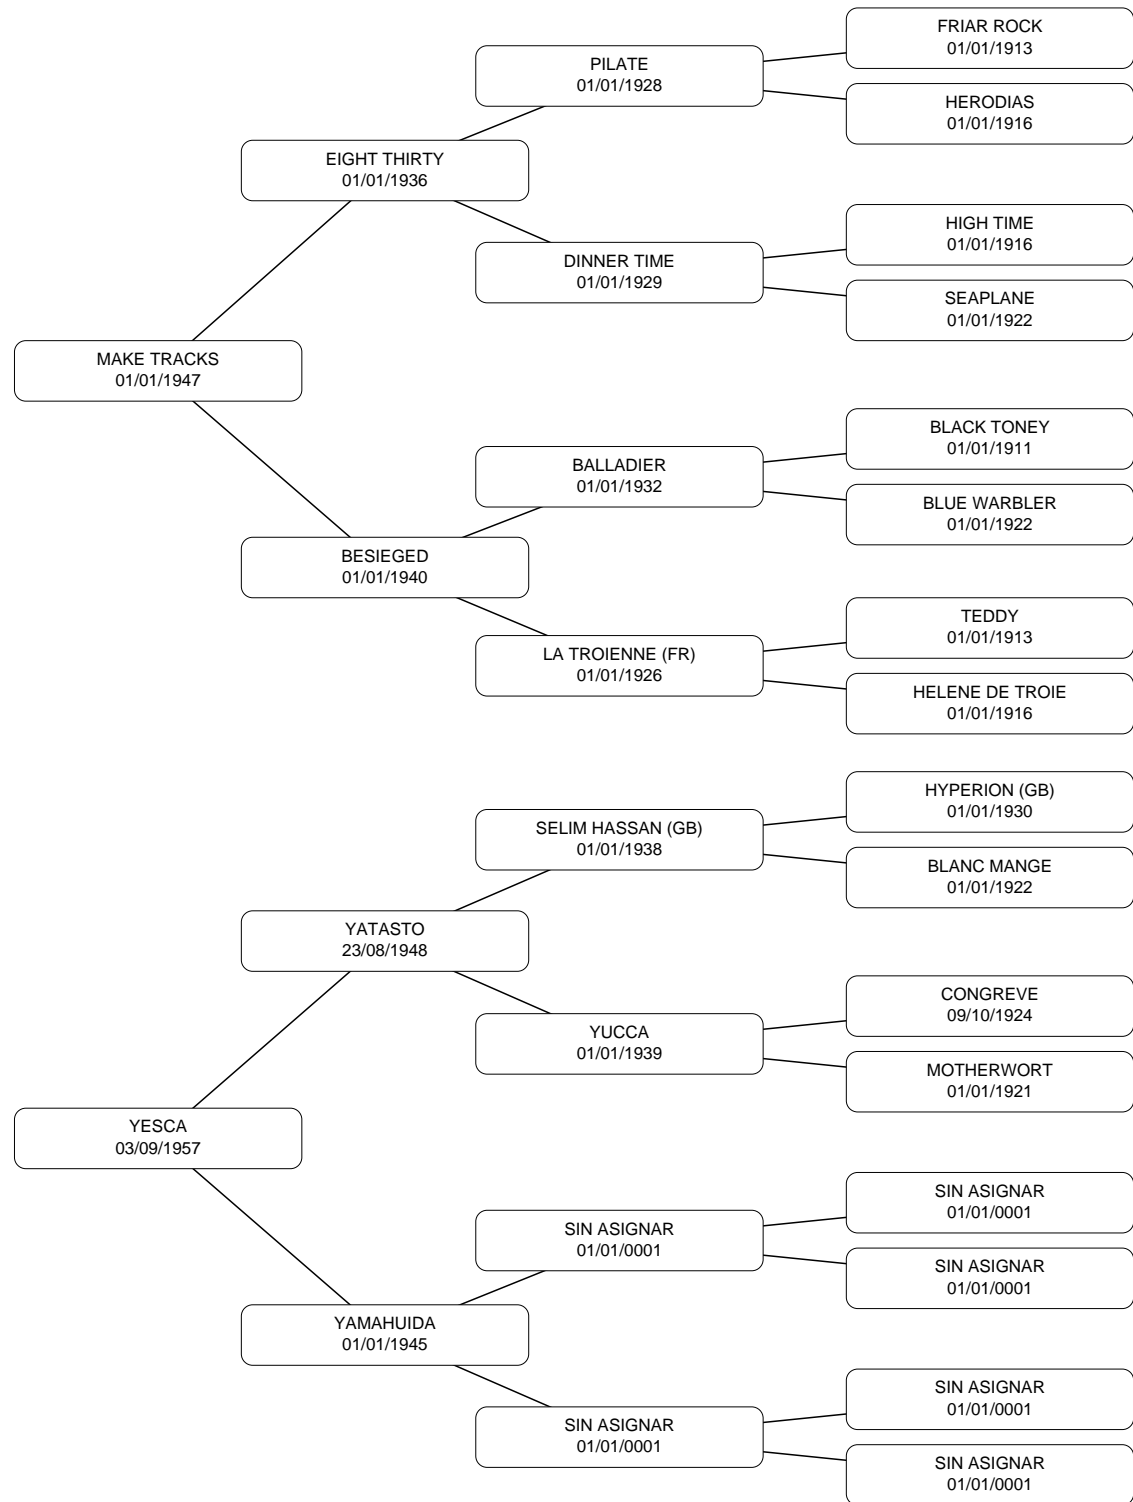 FRIAR ROCK
01/01/1913
PILATE
01/01/1928
HERODIAS
01/01/1916
EIGHT THIRTY
01/01/1936
HIGH TIME
01/01/1916
DINNER TIME
01/01/1929
SEAPLANE
01/01/1922
MAKE TRACKS
01/01/1947
BLACK TONEY
01/01/1911
BALLADIER
01/01/1932
BLUE WARBLER
01/01/1922
BESIEGED
01/01/1940
TEDDY
01/01/1913
LA TROIENNE (FR)
01/01/1926
HELENE DE TROIE
01/01/1916
HYPERION (GB)
01/01/1930
SELIM HASSAN (GB)
01/01/1938
BLANC MANGE
01/01/1922
YATASTO
23/08/1948
CONGREVE
09/10/1924
YUCCA
01/01/1939
MOTHERWORT
01/01/1921
YESCA
03/09/1957
SIN ASIGNAR
01/01/0001
SIN ASIGNAR
01/01/0001
SIN ASIGNAR
01/01/0001
YAMAHUIDA
01/01/1945
SIN ASIGNAR
01/01/0001
SIN ASIGNAR
01/01/0001
SIN ASIGNAR
01/01/0001